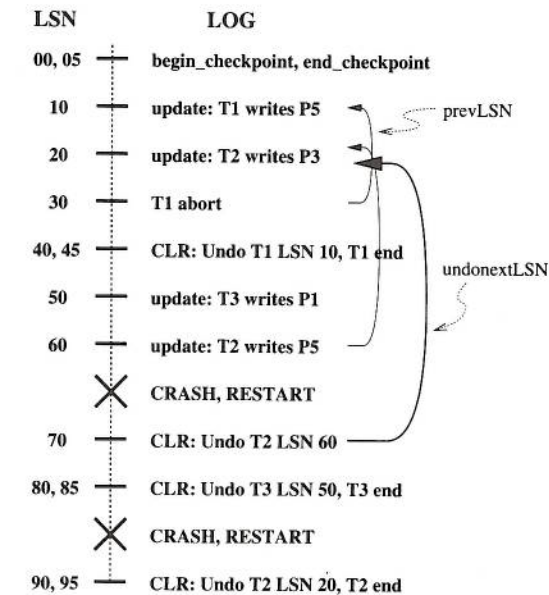 LSN LOG
00, 05 begin_checkpoint, end_checkpoint
10 update: T1 writes P5
prevLSN
20 update: T2 writes P3
30 T1 abort
40, 45 CLR: Undo T1 LSN 10, T1 end
undonextLSN
50 update: T3 writes P1
60 update: T2 writes P5
CRASH, RESTART
70 CLR: Undo T2 LSN 60
80, 85 CLR: Undo T3 LSN 50, T3 end
CRASH, RESTART
90, 95 CLR: Undo T2 LSN 20, T2 end